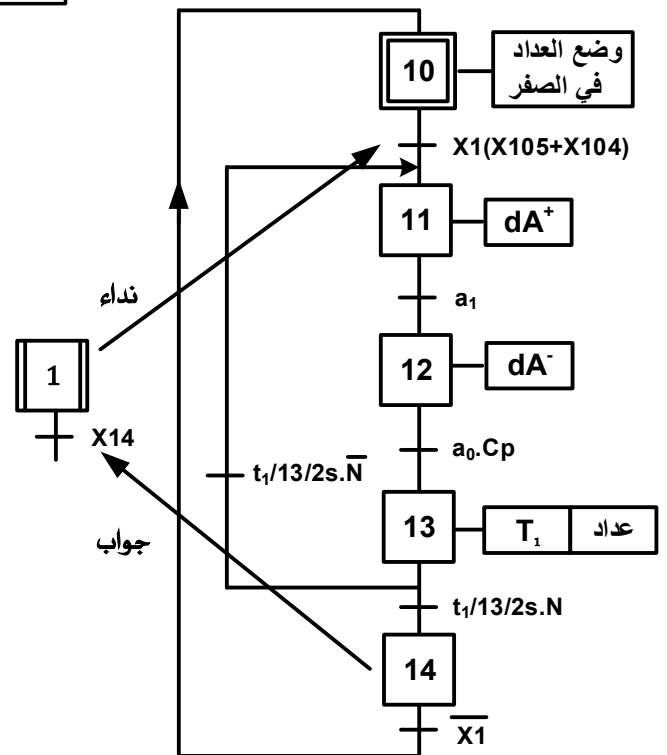 10
وضع العداد
في الصفر
X1(X105+X104)
11
dA⁺
a₁
نداء
12
dA⁻
1
X14
a₀.Cp
t₁/13/2s.N̅
13
T₁
عداد
جواب
t₁/13/2s.N
14
X̅1̅